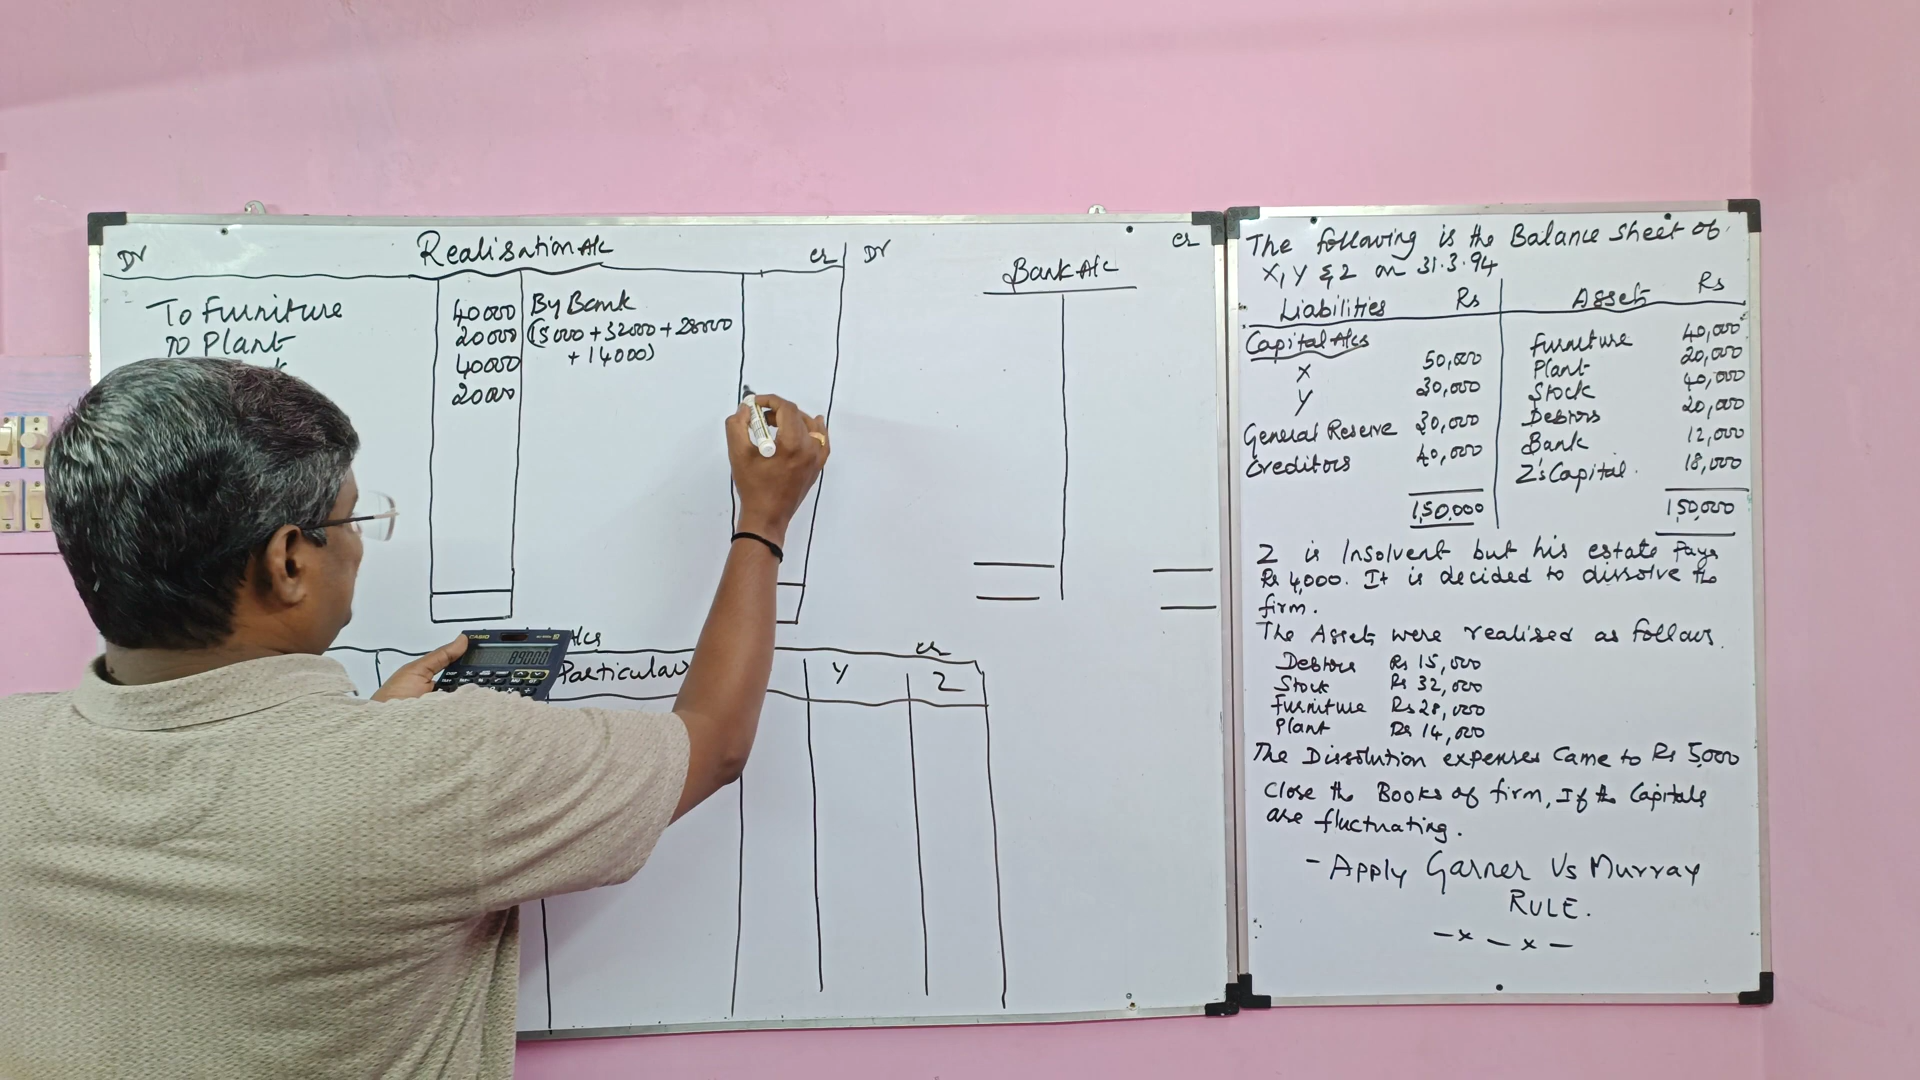 Dr Realisation A/c cr
To Furniture 40000 By Bank
To Plant 20000 (15000 + 32000 + 28000
40000 + 14000)
20000
Dr Bank A/c cr
A/cs cr
Particulars Y Z
CASIO
89000
The following is the Balance Sheet of
X, Y & Z on 31.3.94
Liabilities Rs Assets Rs
Capital A/cs Furniture 40,000
X 50,000 Plant 20,000
Y 30,000 Stock 40,000
General Reserve 30,000 Debtors 20,000
Creditors 40,000 Bank 12,000
Z's Capital. 18,000
1,50,000 1,50,000
Z is Insolvent but his estate pays
Rs 4,000. It is decided to dissolve the
firm.
The Assets were realised as follows.
Debtors Rs 15,000
Stock Rs 32,000
Furniture Rs 28,000
Plant Rs 14,000
The Dissolution expenses came to Rs 5,000
Close the Books of firm, If the Capitals
are fluctuating.
- Apply Garner Vs Murray
RULE.
-x-x-